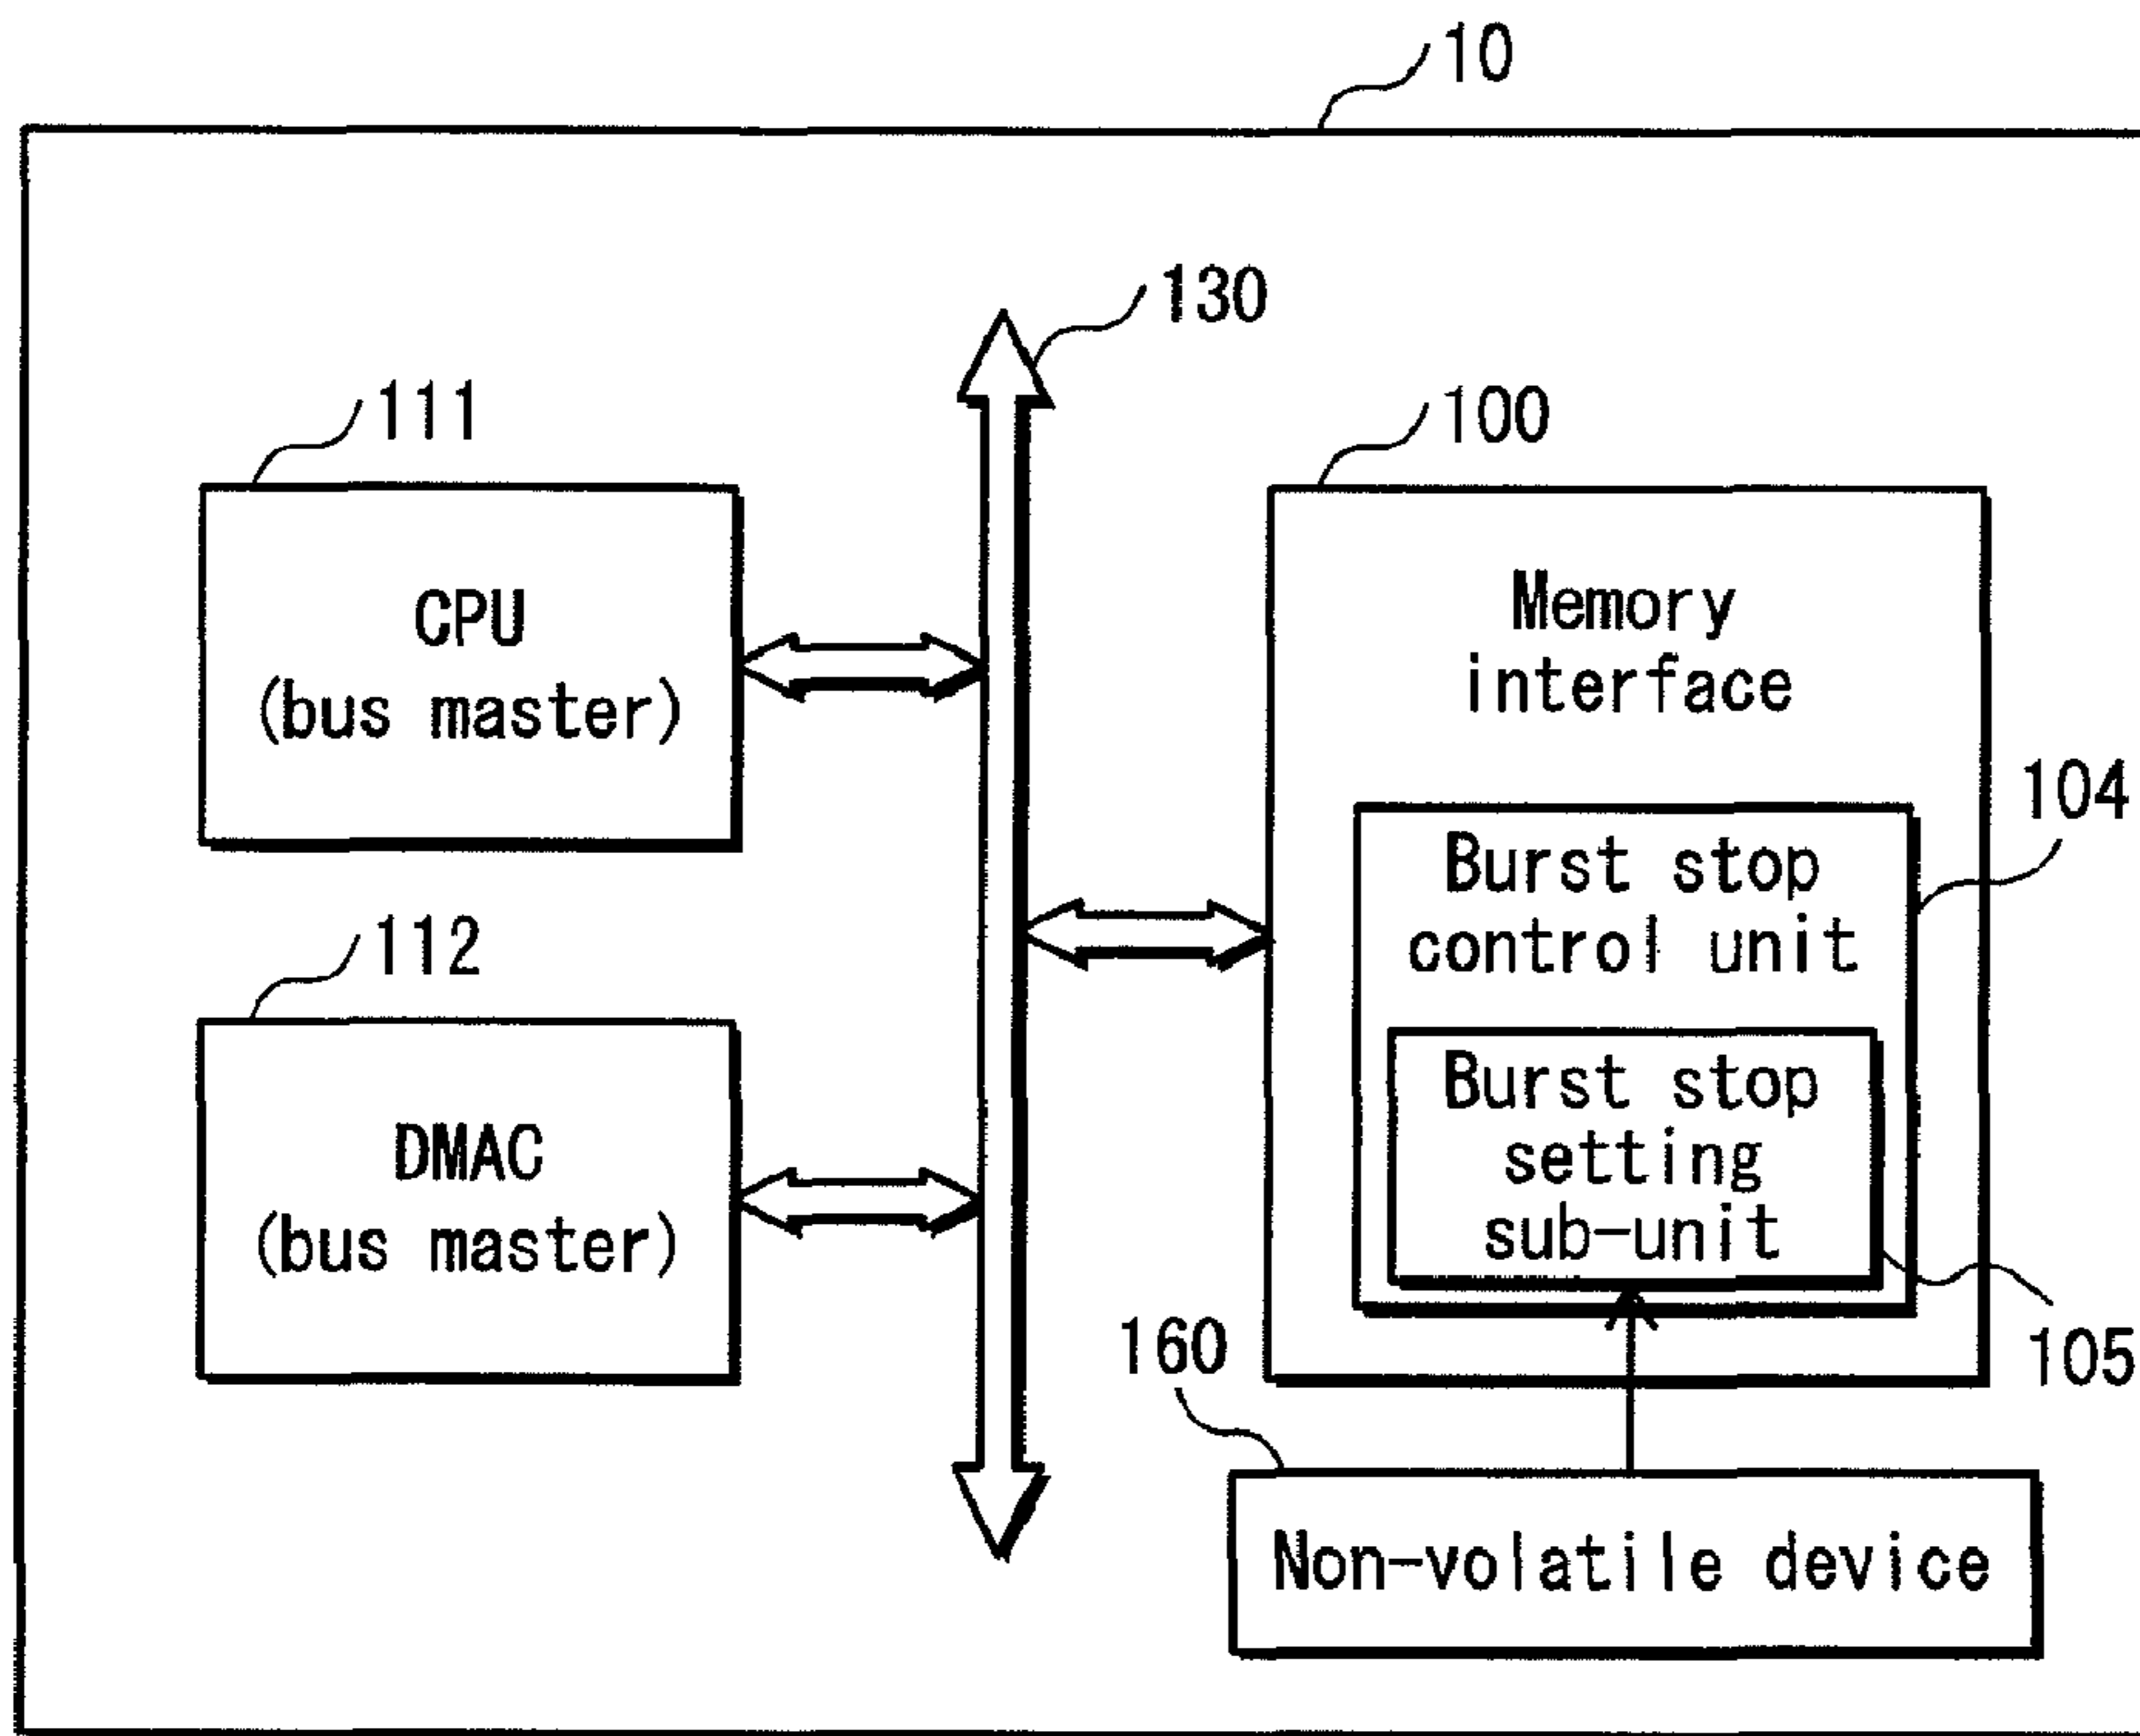 10
130
111
100
CPU
(bus master)
Memory
interface
104
Burst stop
control unit
112
Burst stop
setting
sub-unit
DMAC
(bus master)
160
105
Non-volatile device